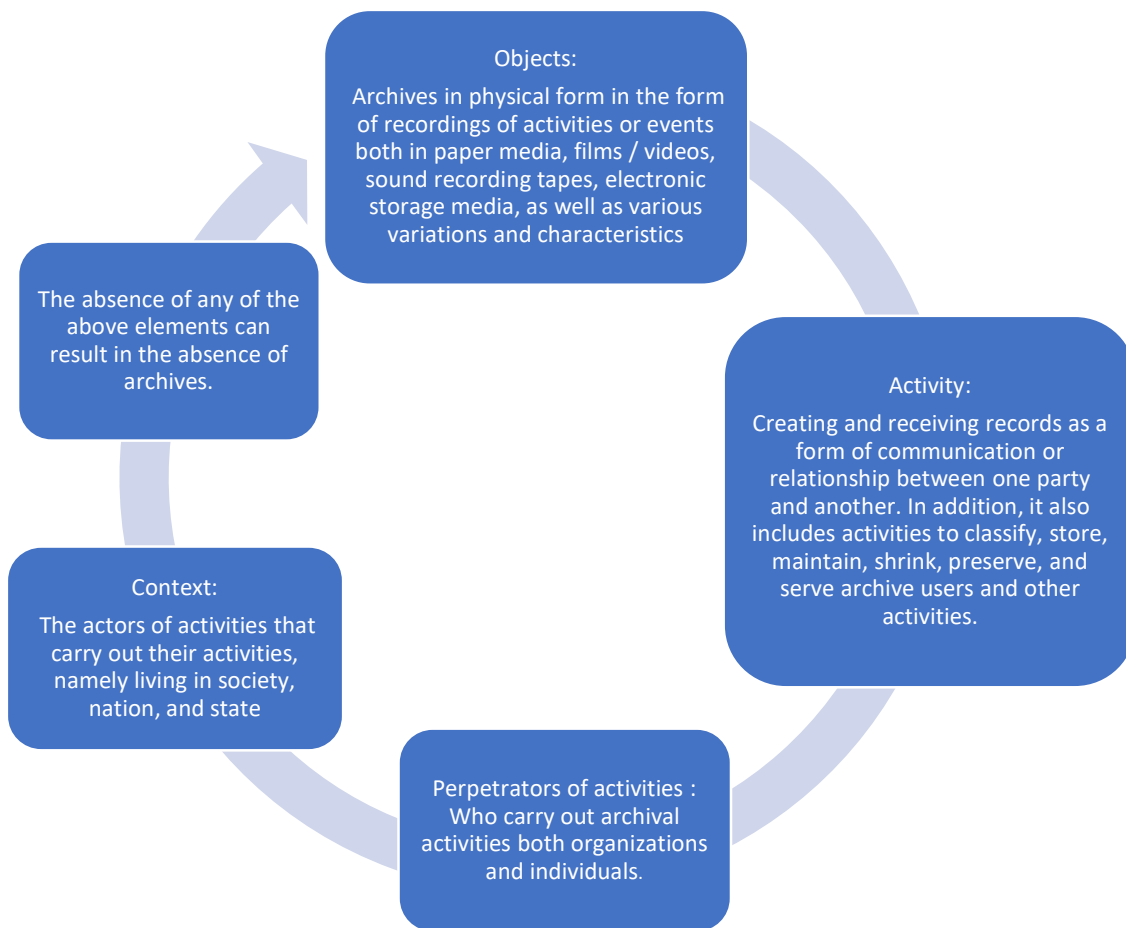 Objects:
Archives in physical form in the form
of recordings of activities or events
both in paper media, films / videos,
sound recording tapes, electronic
storage media, as well as various
variations and characteristics
Activity:
Creating and receiving records as a
form of communication or
relationship between one party
and another. In addition, it also
includes activities to classify, store,
maintain, shrink, preserve, and
serve archive users and other
activities.
Perpetrators of activities :
Who carry out archival
activities both organizations
and individuals.
Context:
The actors of activities that
carry out their activities,
namely living in society,
nation, and state
The absence of any of the
above elements can
result in the absence of
archives.